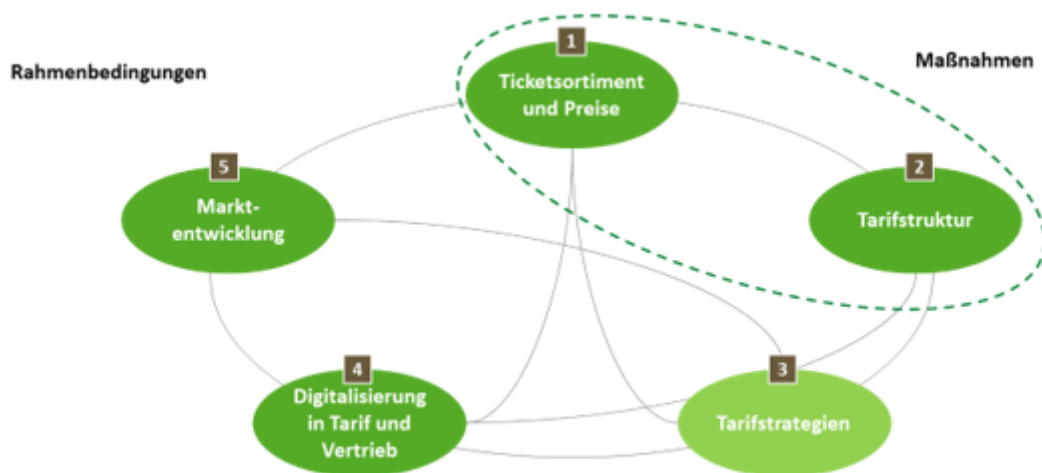 Rahmenbedingungen
Maßnahmen
1
Ticketsortiment
und Preise
2
Tarifstruktur
3
Tarifstrategien
4
Digitalisierung
in Tarif und
Vertrieb
5
Markt-
entwicklung